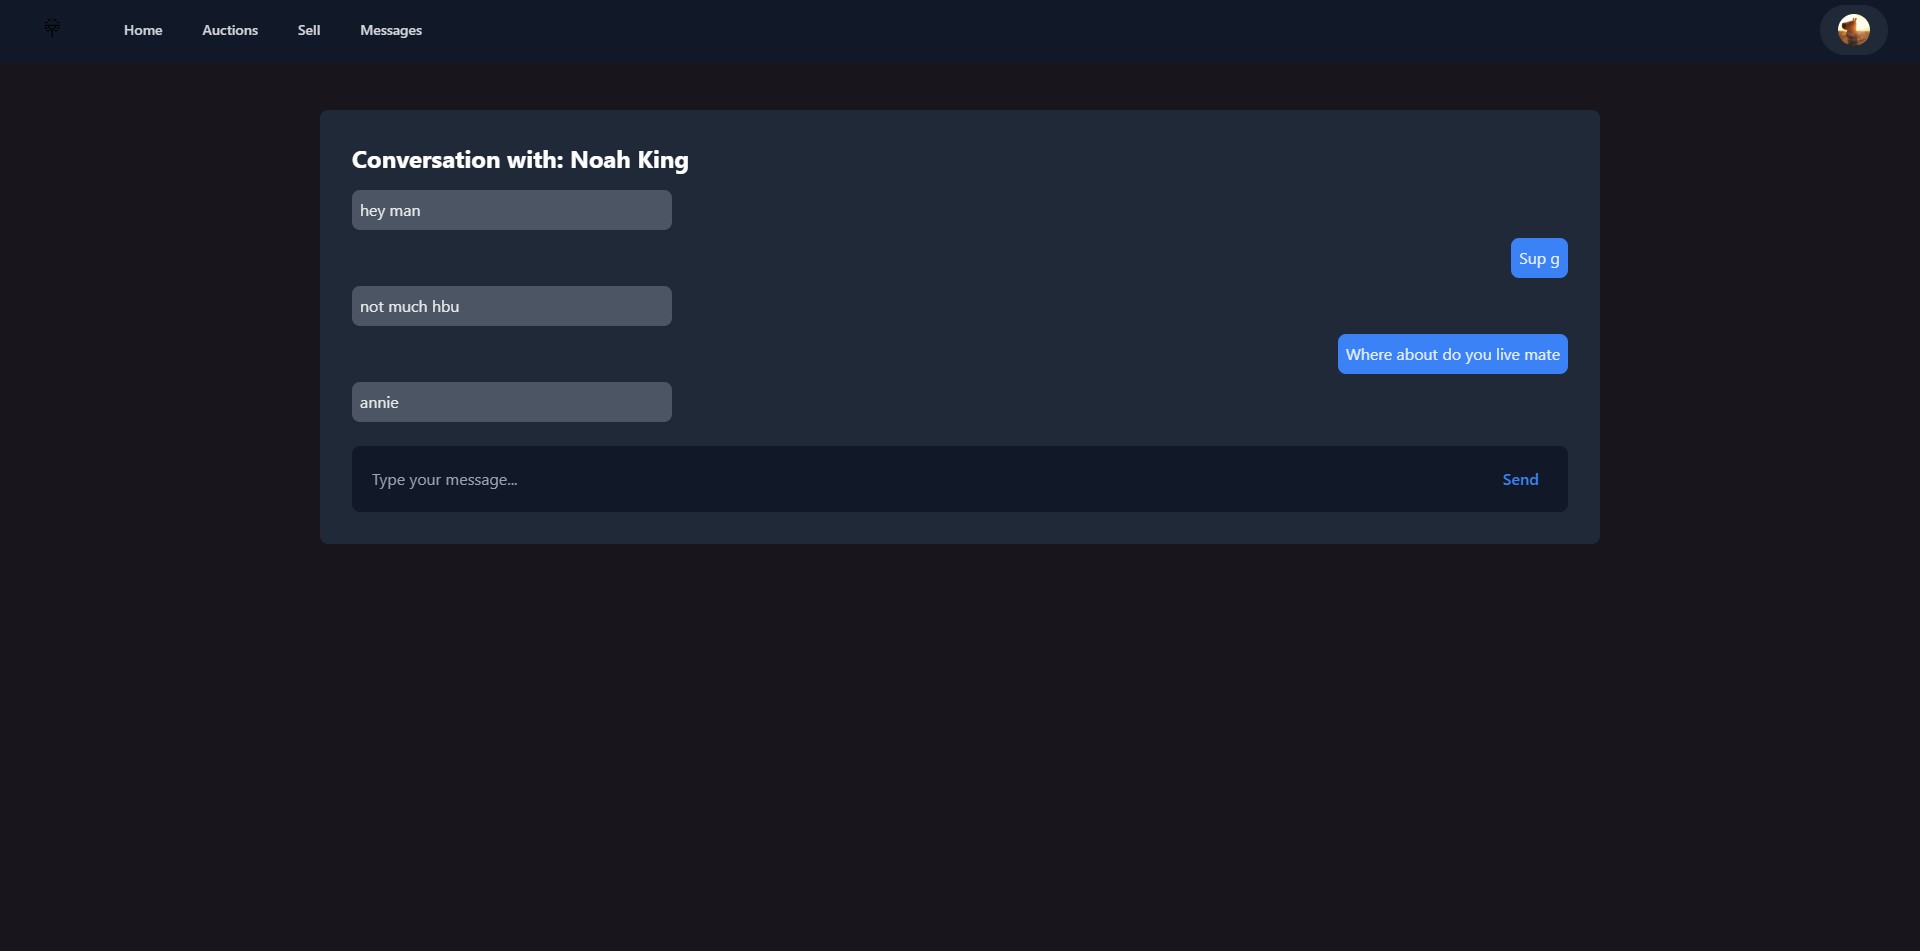 Home Auctions Sell Messages
Conversation with: Noah King
hey man
Sup g
not much hbu
Where about do you live mate
annie
Type your message... Send